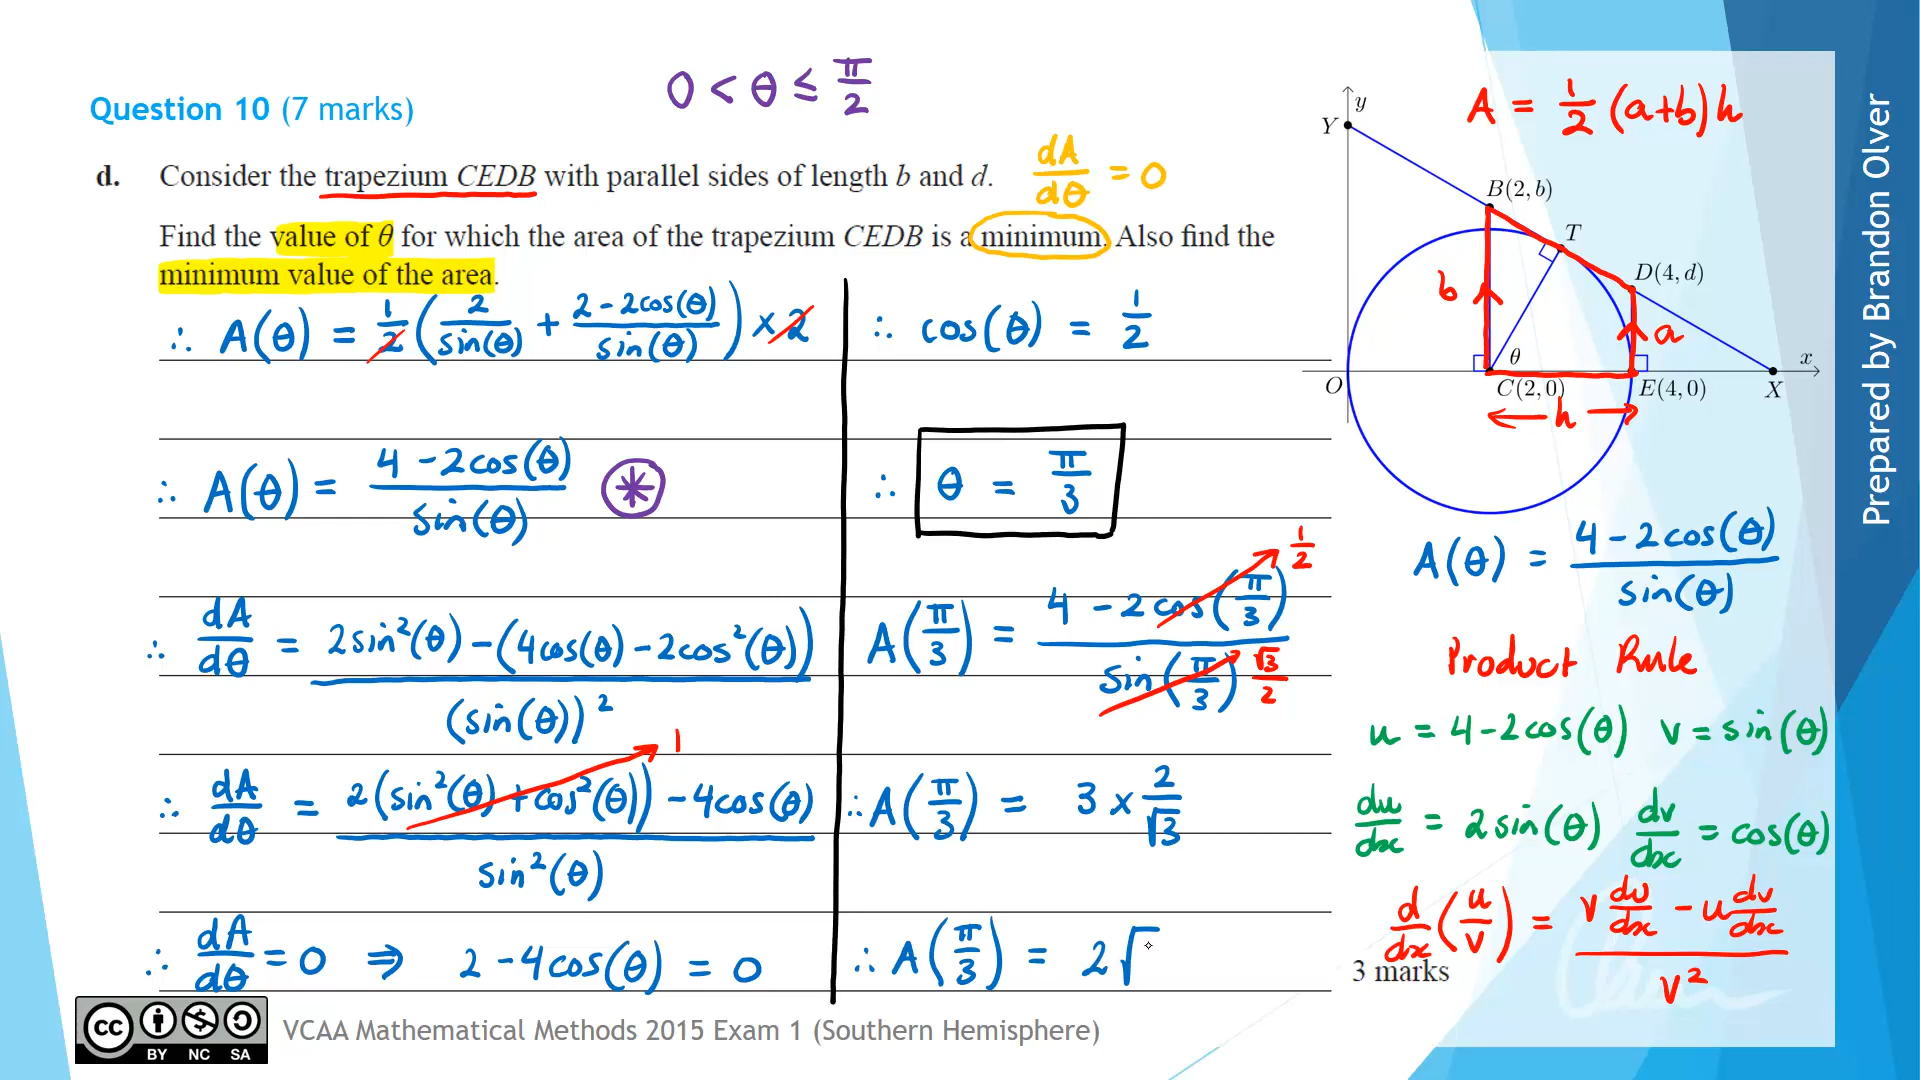 0 < θ ≤ π/2
Question 10 (7 marks)
d. Consider the trapezium CEDB with parallel sides of length b and d.
dA/dθ = 0
Find the value of θ for which the area of the trapezium CEDB is a minimum. Also find the
minimum value of the area.
∴ A(θ) = 1/2 (2/sin(θ) + (2 - 2cos(θ))/sin(θ)) × 2
∴ A(θ) = (4 - 2cos(θ))/sin(θ) *
∴ dA/dθ = (2sin²(θ) - (4cos(θ) - 2cos²(θ)))/(sin(θ))²
∴ dA/dθ = (2(sin²(θ) + cos²(θ)) - 4cos(θ))/sin²(θ)
1
∴ dA/dθ = 0 ⇒ 2 - 4cos(θ) = 0
∴ cos(θ) = 1/2
∴ θ = π/3
A(π/3) = (4 - 2cos(π/3))/sin(π/3)
1/2
√3/2
∴ A(π/3) = 3 × 2/√3
∴ A(π/3) = 2√
3 marks
A = 1/2 (a+b)h
y
Y
B(2, b)
T
D(4, d)
b
a
θ
x
O
C(2, 0)
E(4, 0)
X
h
A(θ) = (4 - 2cos(θ))/sin(θ)
Product Rule
u = 4 - 2cos(θ) v = sin(θ)
du/dx = 2sin(θ) dv/dx = cos(θ)
d/dx (u/v) = (v du/dx - u dv/dx)/v²
Prepared by Brandon Olver
cc
BY NC SA
VCAA Mathematical Methods 2015 Exam 1 (Southern Hemisphere)